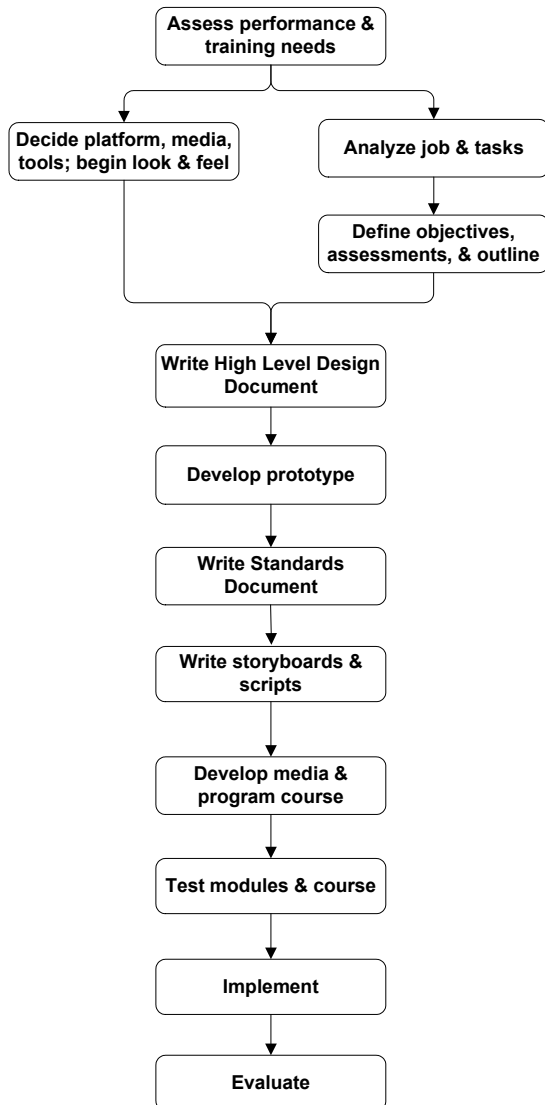 Assess performance &
training needs
Decide platform, media,
tools; begin look & feel
Analyze job & tasks
Define objectives,
assessments, & outline
Write High Level Design
Document
Develop prototype
Write Standards
Document
Write storyboards &
scripts
Develop media &
program course
Test modules & course
Implement
Evaluate